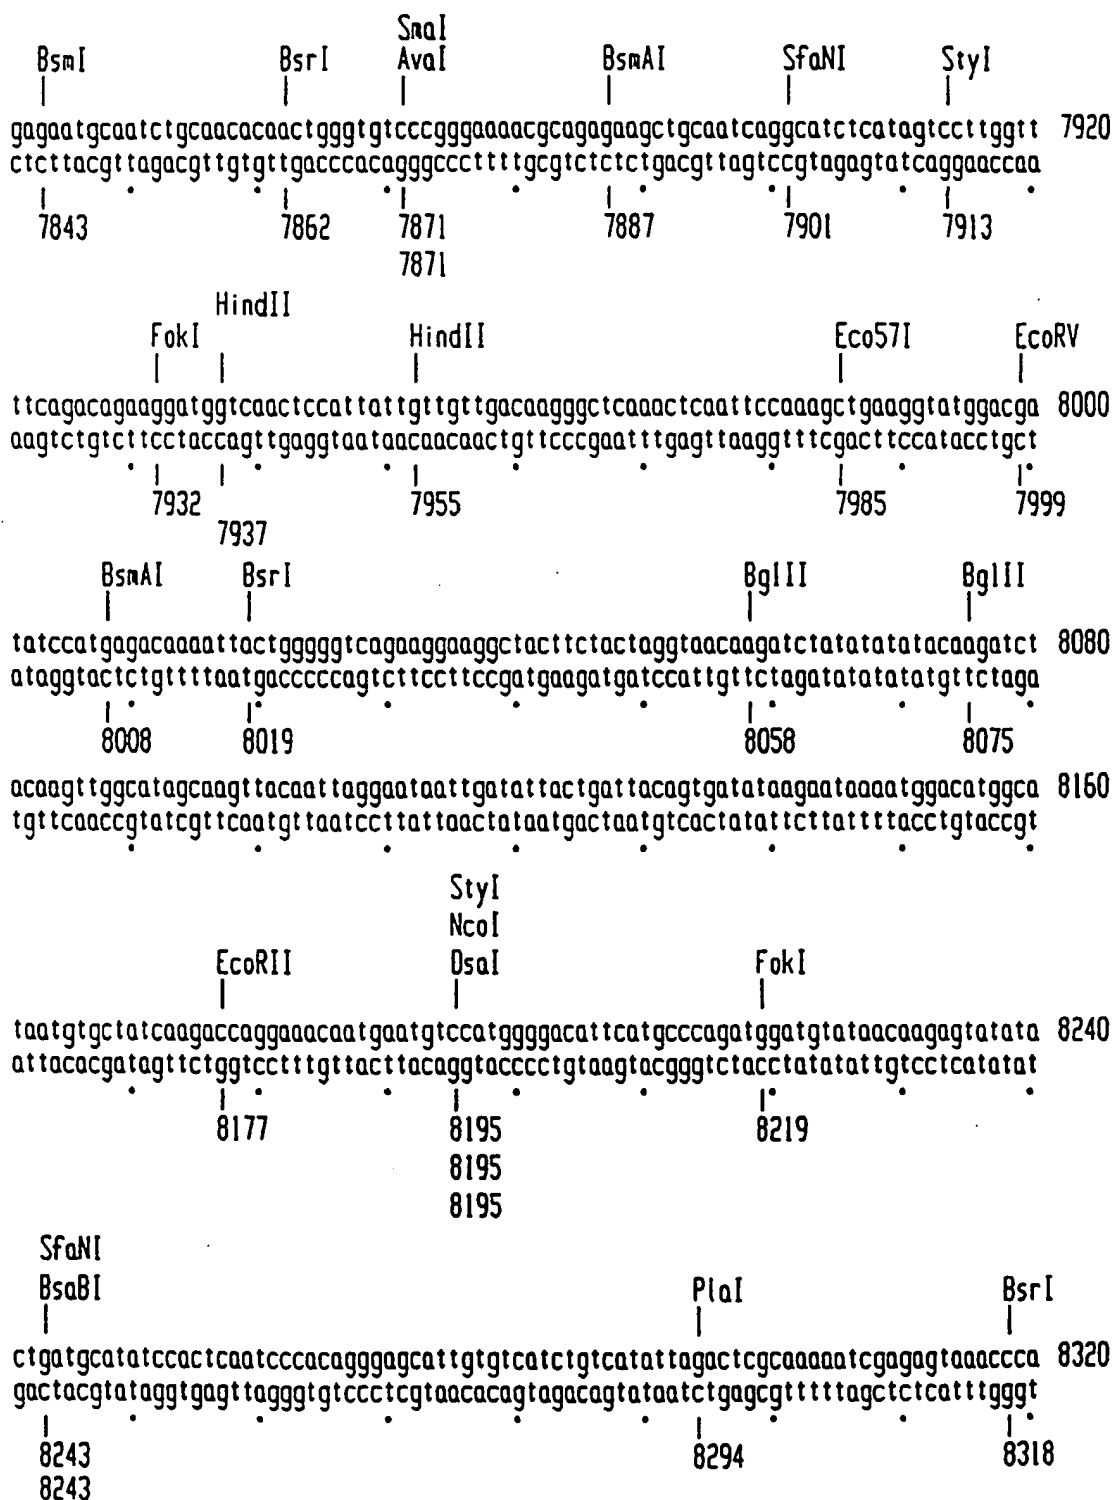 SmaI
BsmI BsrI AvaI BsmAI SfaNI StyI
gagaatgcaatctgcaacacaactgggtgtcccgggaaaacgcagagaagctgcaatcaggcatctcatagtccttggtt 7920
ctcttacgttagacgttgtgttgacccacagggcccttttgcgtctctctgacgttagtccgtagagtatcaggaaccaa
7843 7862 7871 7887 7901 7913
7871
HindII
FokI HindII Eco57I EcoRV
ttcagacagaaggatggtcaactccattattgttgttgacaagggctcaaactcaattccaaagctgaaggtatggacga 8000
aagtctgtcttcctaccagttgaggtaataacaacaactgttcccgaatttgagttaaggtttcgacttccatacctgct
7932 7955 7985 7999
7937
BsmAI BsrI BglII BglII
tatccatgagacaaaattactgggggtcagaaggaaggctacttctactaggtaacaagatctatatatatacaagatct 8080
ataggtactctgttttaatgacccccagtcttccttccgatgaagatgatccattgttctagatatatatatgttctaga
8008 8019 8058 8075
acaagttggcatagcaagttacaattaggaataattgatattactgattacagtgatataagaataaaatggacatggca 8160
tgttcaaccgtatcgttcaatgttaatccttattaactataatgactaatgtcactatattcttattttacctgtaccgt
StyI
NcoI
EcoRII DsaI FokI
taatgtgctatcaagaccaggaaacaatgaatgtccatggggacattcatgcccagatggatgtataacaagagtatata 8240
attacacgatagttctggtcctttgttacttacaggtacccctgtaagtacgggtctacctatatattgtcctcatatat
8177 8195 8219
8195
8195
SfaNI
BsaBI PlaI BsrI
ctgatgcatatccactcaatcccacagggagcattgtgtcatctgtcatattagactcgcaaaaatcgagagtaaaccca 8320
gactacgtataggtgagttagggtgtccctcgtaacacagtagacagtataatctgagcgtttttagctctcatttgggt
8243 8294 8318
8243